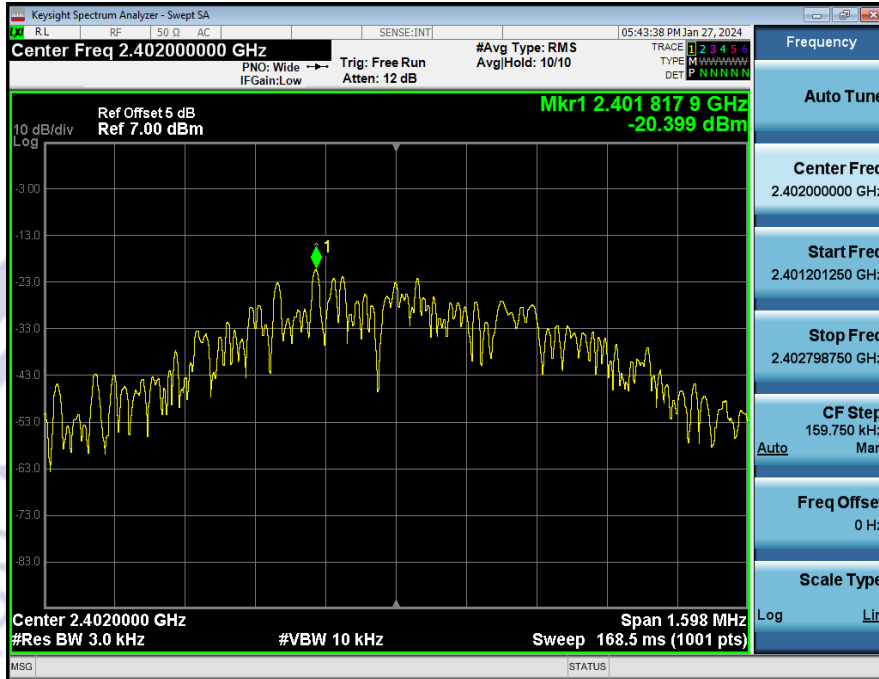 Keysight Spectrum Analyzer - Swept SA
LXI RL RF 50 Ω AC SENSE:INT 05:43:38 PM Jan 27, 2024
Center Freq 2.402000000 GHz
PNO: Wide
IFGain:Low
Trig: Free Run
Atten: 12 dB
#Avg Type: RMS
Avg|Hold: 10/10
TRACE 1 2 3 4 5 6
TYPE M WWWWW
DET P N N N N N
Ref Offset 5 dB
10 dB/div Ref 7.00 dBm
Log
Mkr1 2.401 817 9 GHz
-20.399 dBm
1
-3.00
-13.0
-23.0
-33.0
-43.0
-53.0
-63.0
-73.0
-83.0
Center 2.4020000 GHz Span 1.598 MHz
#Res BW 3.0 kHz #VBW 10 kHz Sweep 168.5 ms (1001 pts)
MSG STATUS
Frequency
Auto Tune
Center Freq
2.402000000 GHz
Start Freq
2.401201250 GHz
Stop Freq
2.402798750 GHz
CF Step
159.750 kHz
Auto Man
Freq Offset
0 Hz
Scale Type
Log Lin